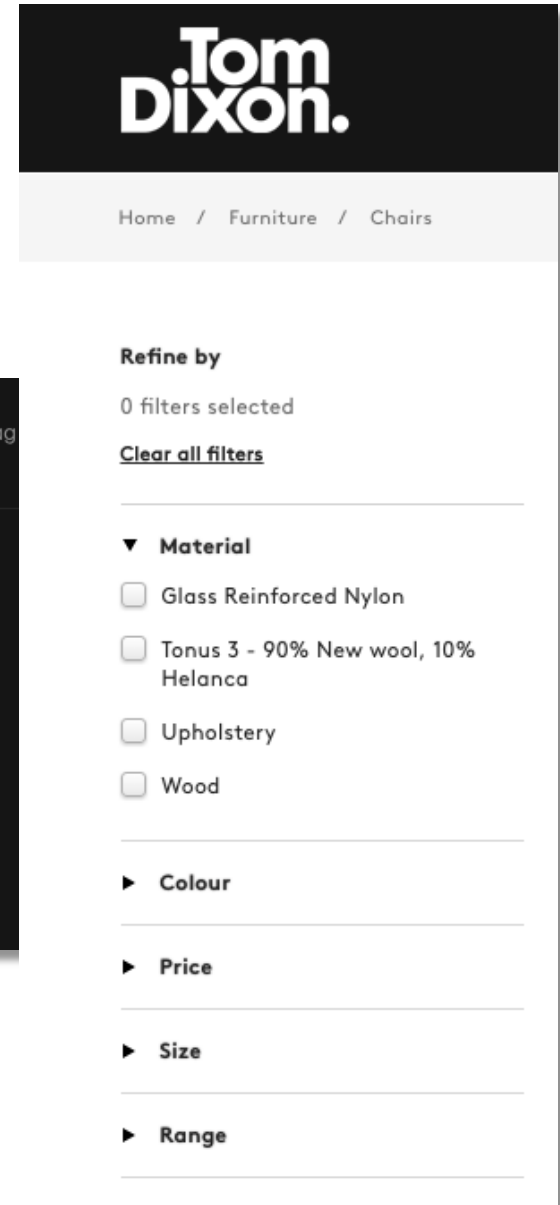 Tom
Dixon.
Home / Furniture / Chairs
Refine by
0 filters selected
Clear all filters
Material
Glass Reinforced Nylon
Tonus 3 - 90% New wool, 10%
Helanca
Upholstery
Wood
Colour
Price
Size
Range